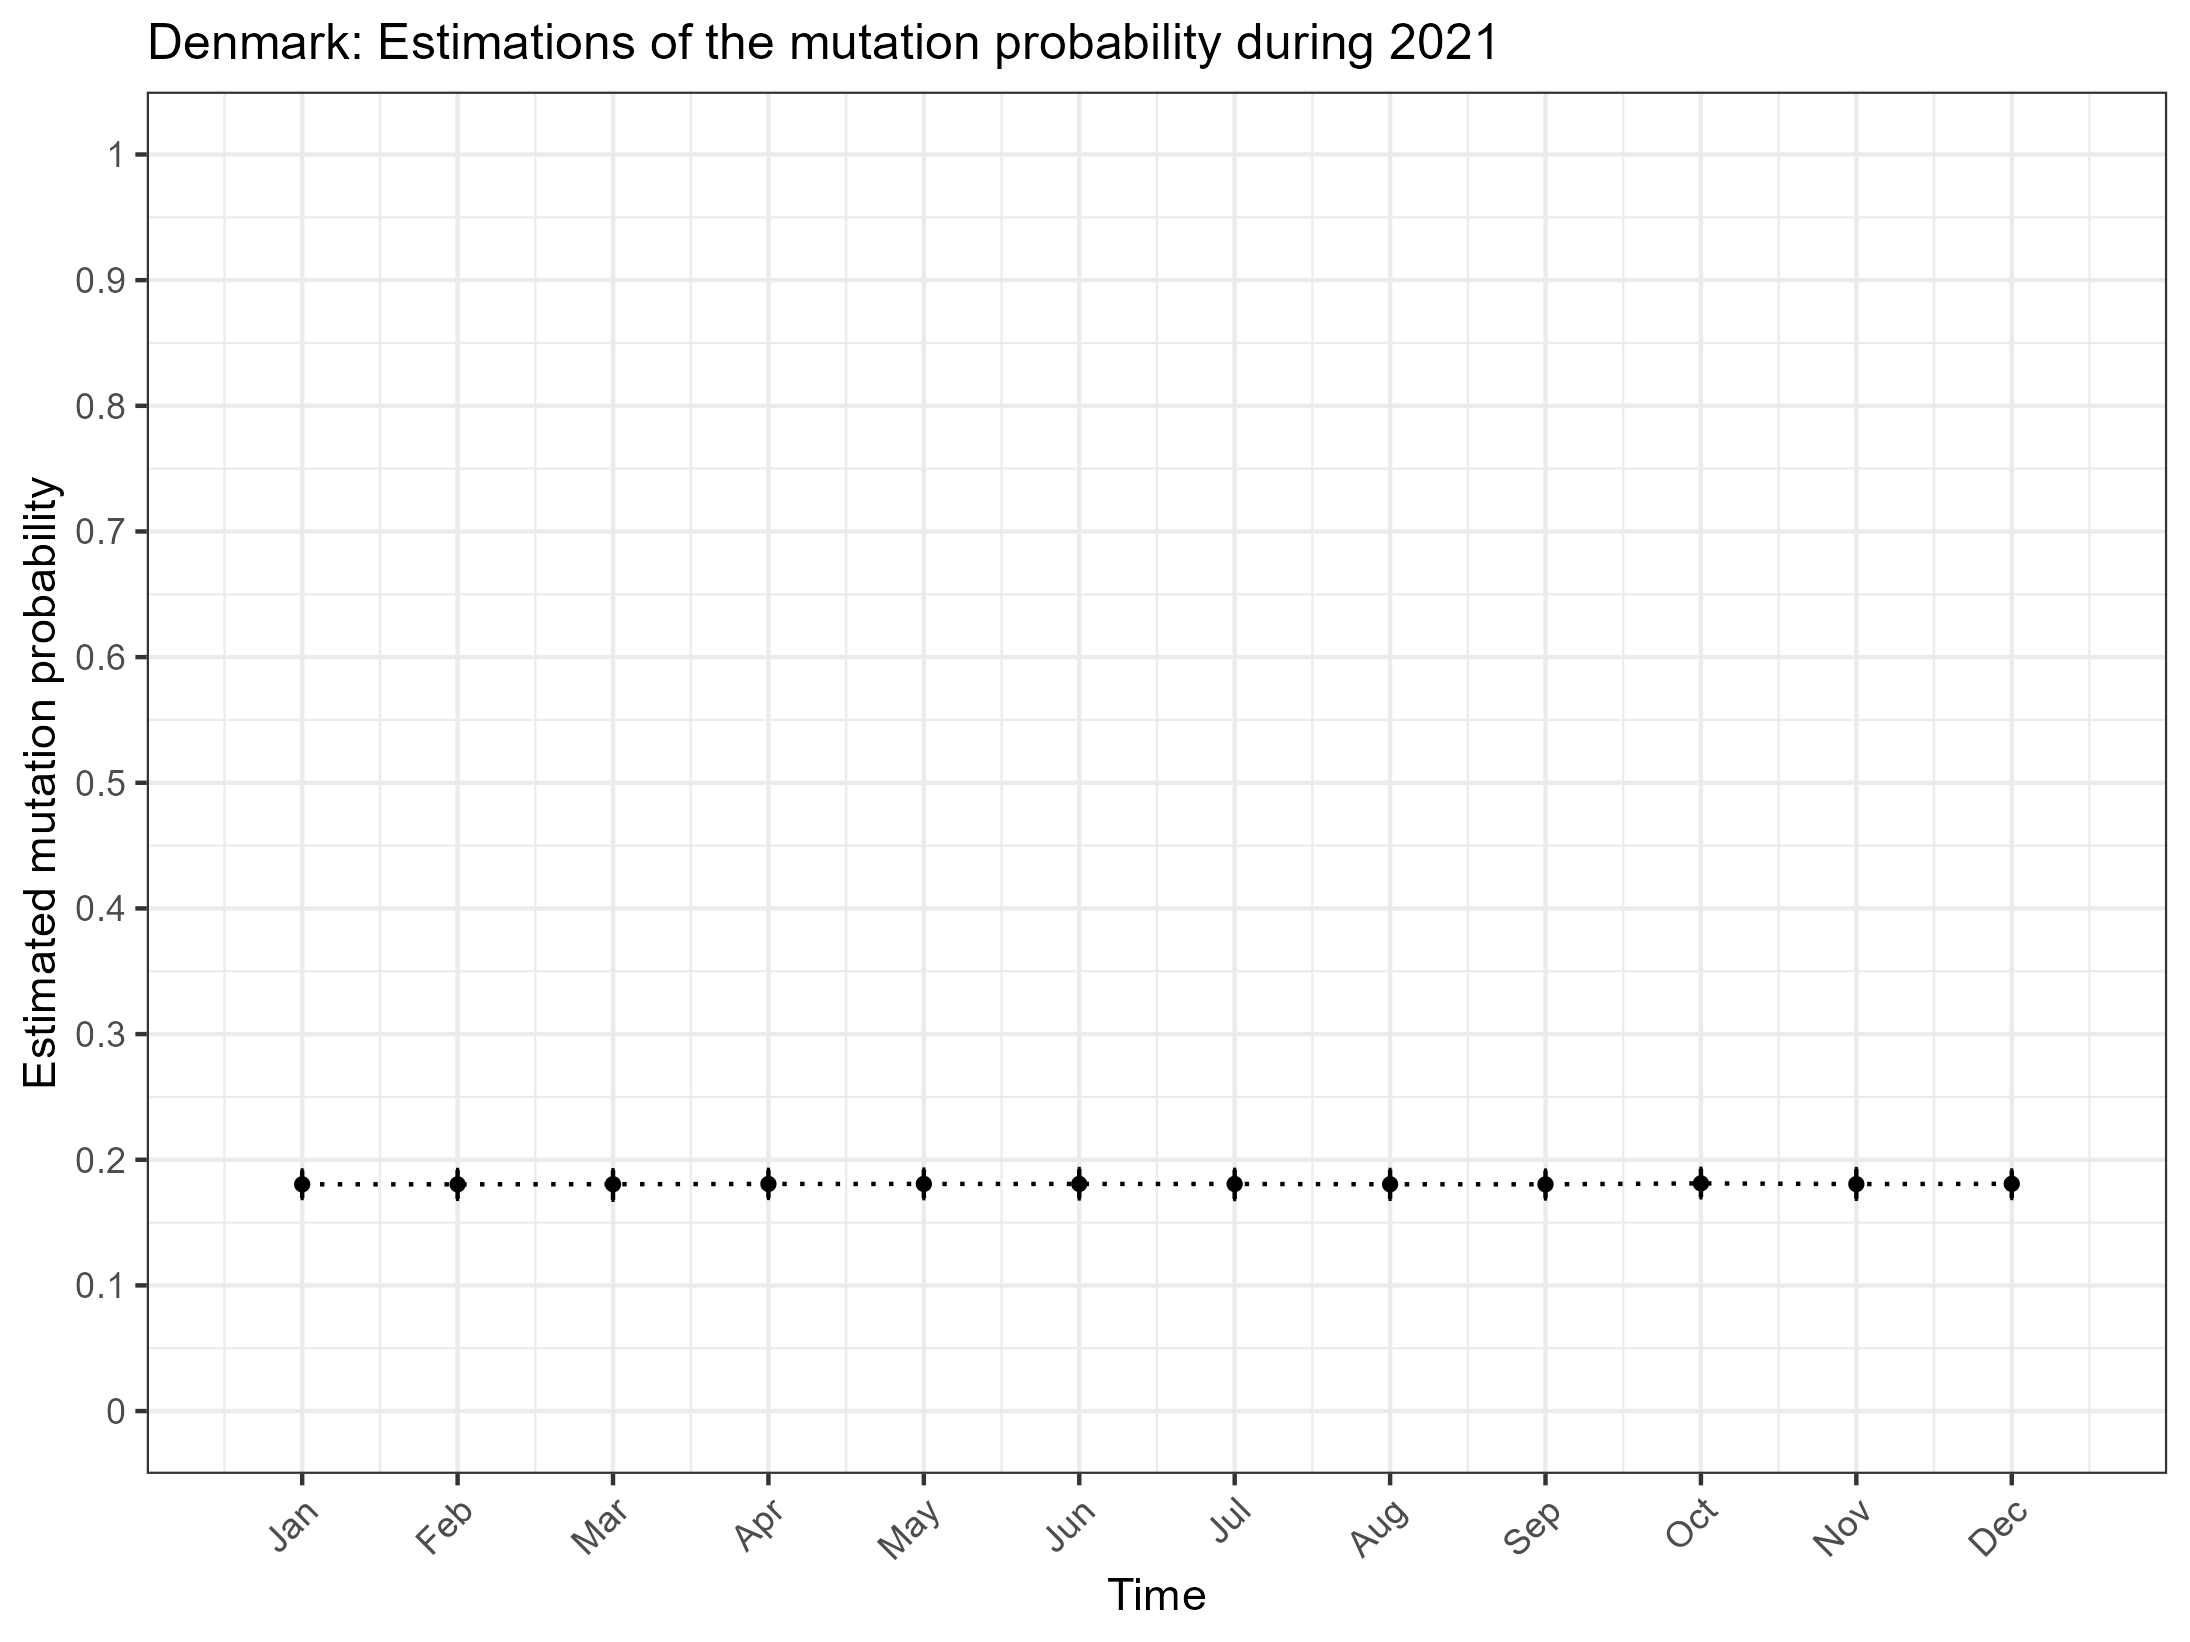 Denmark: Estimations of the mutation probability during 2021
Estimated mutation probability
1
0.9
0.8
0.7
0.6
0.5
0.4
0.3
0.2
0.1
0
Jan Feb Mar Apr May Jun Jul Aug Sep Oct Nov Dec
Time